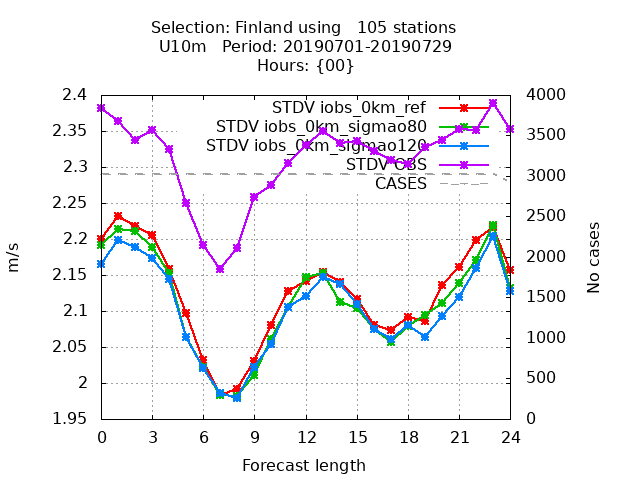 Selection: Finland using   105 stations
U10m   Period: 20190701-20190729
Hours: {00}
2.4
2.35
2.3
2.25
2.2
2.15
2.1
2.05
2
1.95
m/s
STDV iobs_0km_ref
STDV iobs_0km_sigmao80
STDV iobs_0km_sigmao120
STDV OBS
CASES
4000
3500
3000
2500
2000
1500
1000
500
0
No cases
0 3 6 9 12 15 18 21 24
Forecast length